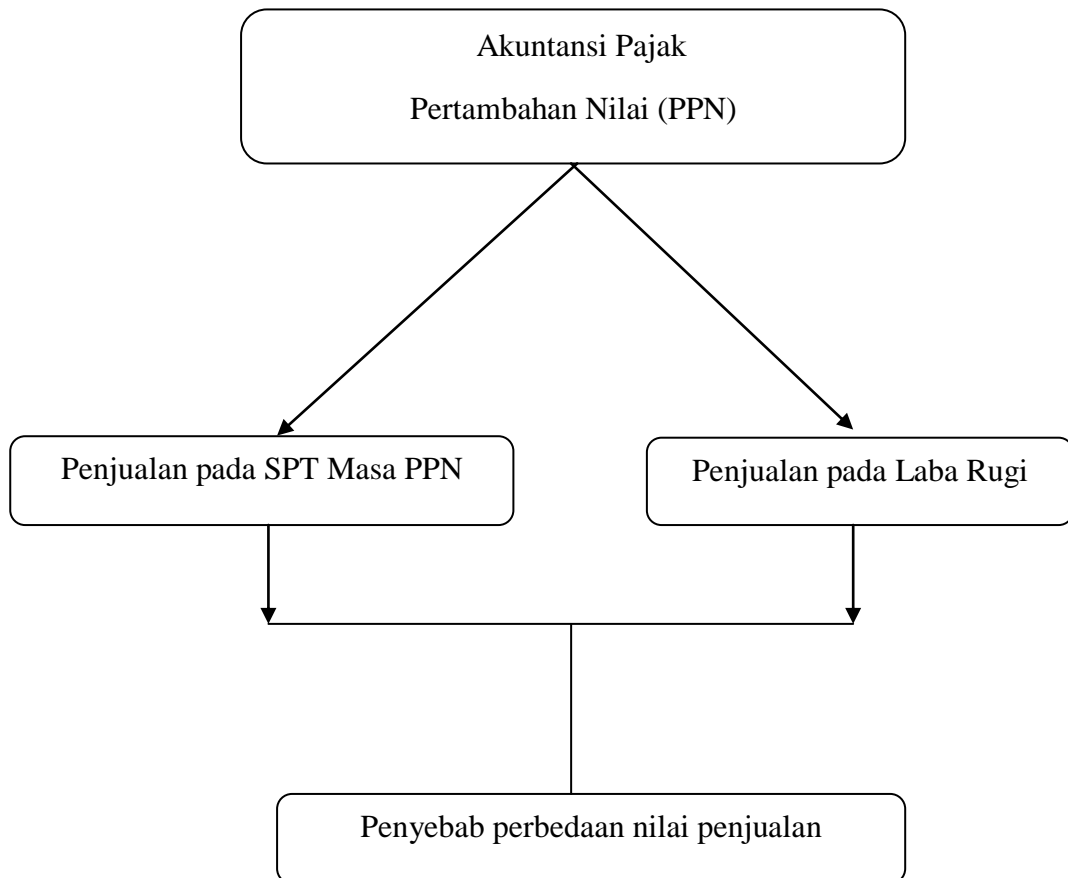 Akuntansi Pajak
Pertambahan Nilai (PPN)
Penjualan pada SPT Masa PPN
Penjualan pada Laba Rugi
Penyebab perbedaan nilai penjualan